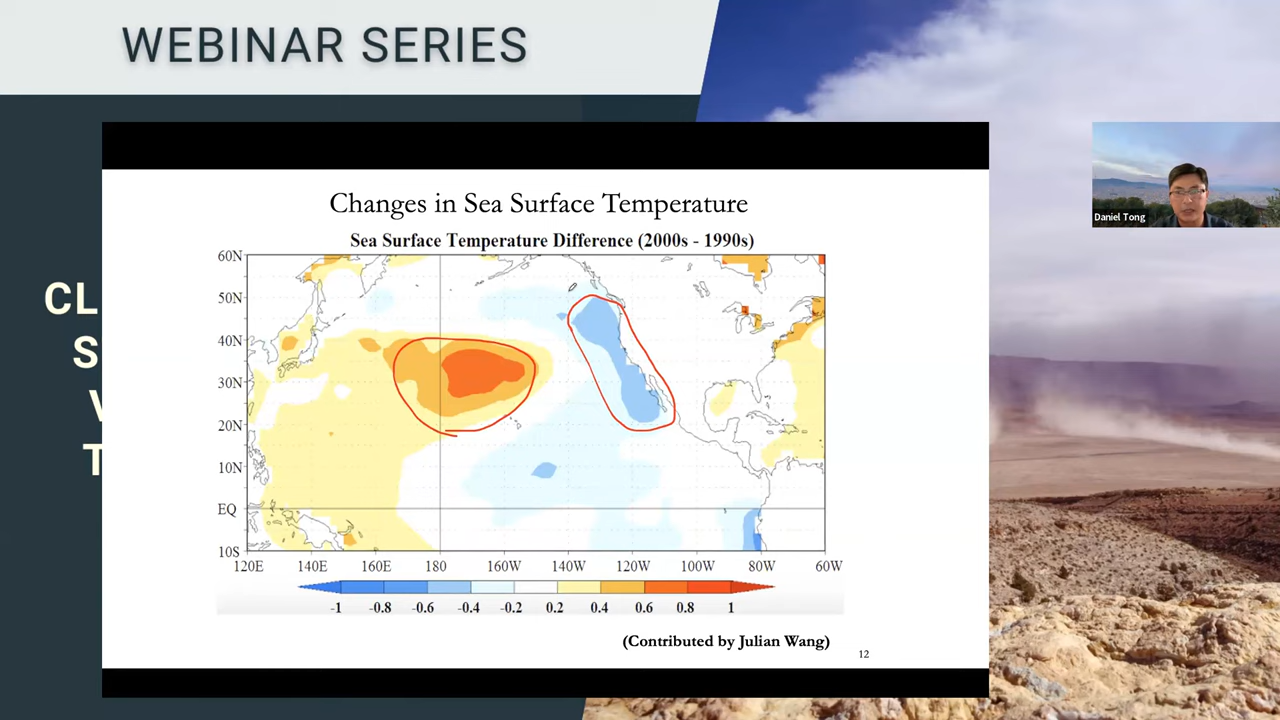 WEBINAR SERIES
CL
S
V
T
Daniel Tong
Changes in Sea Surface Temperature
Sea Surface Temperature Difference (2000s - 1990s)
60N
50N
40N
30N
20N
10N
EQ
10S
120E 140E 160E 180 160W 140W 120W 100W 80W 60W
-1 -0.8 -0.6 -0.4 -0.2 0.2 0.4 0.6 0.8 1
(Contributed by Julian Wang)
12